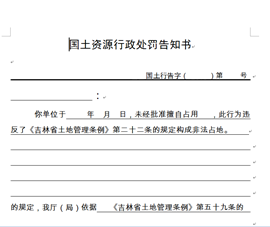 国土资源行政处罚告知书
国土行告字（　　）第　　号
：
你单位于　　年　月　日，未经批准擅自占用　　，此行为违
反了《吉林省土地管理条例》第二十二条的规定构成非法占地。
的规定，我厅（局）依据　《吉林省土地管理条例》第五十九条的